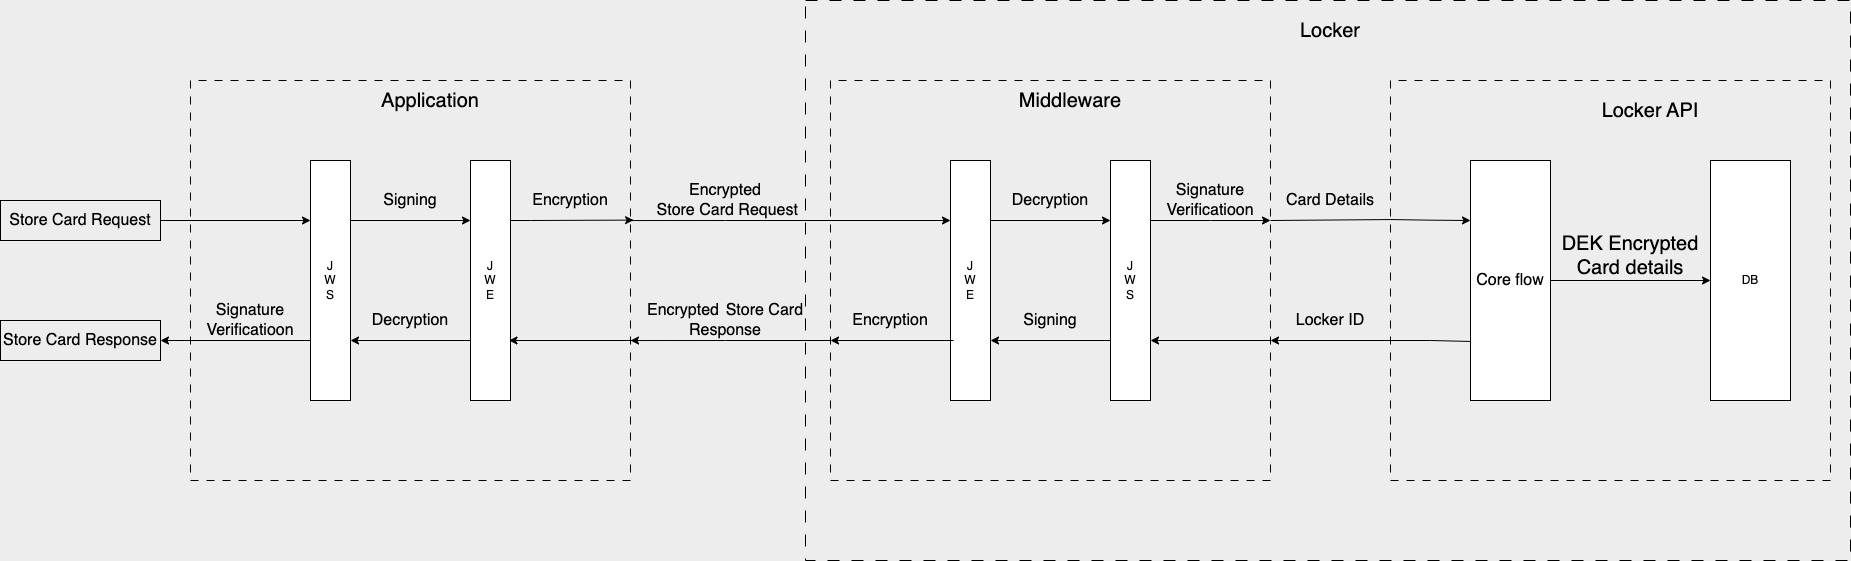 Locker
Application
Middleware
Locker API
Store Card Request
Signing
Encryption
Encrypted
Store Card Request
Decryption
Signature
Verificatioon
Card Details
DEK Encrypted
Card details
J
W
S
J
W
E
J
W
E
J
W
S
Core flow
DB
Store Card Response
Signature
Verificatioon
Decryption
Encrypted Store Card
Response
Encryption
Signing
Locker ID